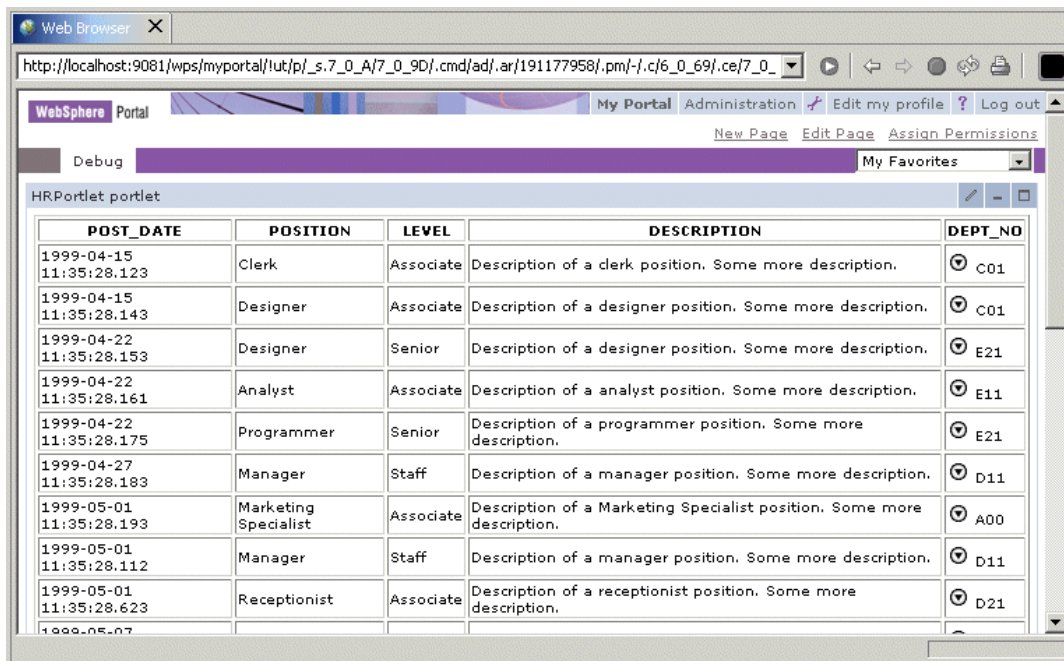 Web Browser X
http://localhost:9081/wps/myportal/!ut/p/_s.7_0_A/7_0_9D/.cmd/ad/.ar/191177958/.pm/-/.c/6_0_69/.ce/7_0_
WebSphere Portal My Portal Administration Edit my profile ? Log out
New Page Edit Page Assign Permissions
Debug My Favorites
HRPortlet portlet
POST_DATE POSITION LEVEL DESCRIPTION DEPT_NO
1999-04-15
11:35:28.123 Clerk Associate Description of a clerk position. Some more description. C01
1999-04-15
11:35:28.143 Designer Associate Description of a designer position. Some more description. C01
1999-04-22
11:35:28.153 Designer Senior Description of a designer position. Some more description. E21
1999-04-22
11:35:28.161 Analyst Associate Description of a analyst position. Some more description. E11
1999-04-22
11:35:28.175 Programmer Senior Description of a programmer position. Some more
description. E21
1999-04-27
11:35:28.183 Manager Staff Description of a manager position. Some more description. D11
1999-05-01
11:35:28.193 Marketing
Specialist Associate Description of a Marketing Specialist position. Some more
description. A00
1999-05-01
11:35:28.112 Manager Staff Description of a manager position. Some more description. D11
1999-05-01
11:35:28.623 Receptionist Associate Description of a receptionist position. Some more
description. D21
1999-05-07